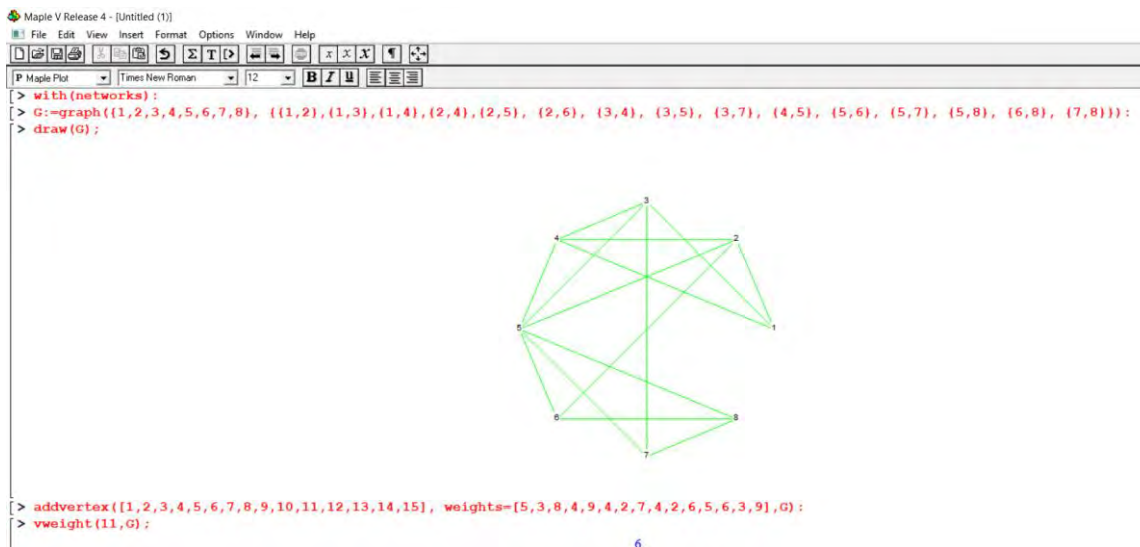 Maple V Release 4 - [Untitled (1)]
File Edit View Insert Format Options Window Help
Σ T [> x x X ¶
P Maple Plot Times New Roman 12 B I U
[> with(networks):
[> G:=graph({1,2,3,4,5,6,7,8}, {{1,2},{1,3},{1,4},{2,4},{2,5}, {2,6}, {3,4}, {3,5}, {3,7}, {4,5}, {5,6}, {5,7}, {5,8}, {6,8}, {7,8}}):
[> draw(G);
3
4 2
5 1
6 8
7
[> addvertex([1,2,3,4,5,6,7,8,9,10,11,12,13,14,15], weights=[5,3,8,4,9,4,2,7,4,2,6,5,6,3,9],G):
[> vweight(11,G);
6